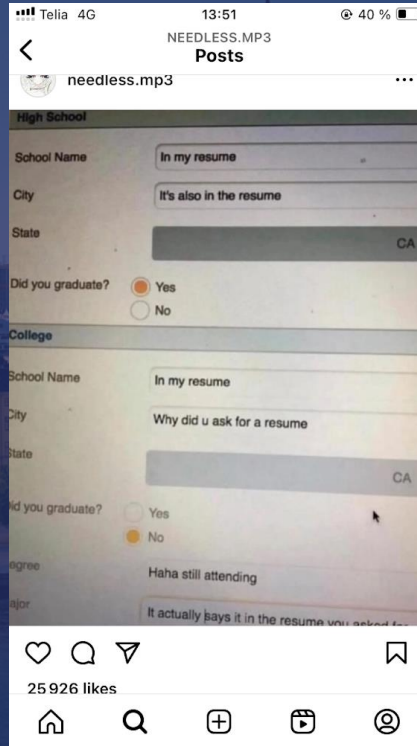 Telia 4G 13:51 40 %
NEEDLESS.MP3
Posts
needless.mp3
High School
School Name In my resume
City It's also in the resume
State CA
Did you graduate? Yes
No
College
School Name In my resume
City Why did u ask for a resume
State CA
Did you graduate? Yes
No
egree Haha still attending
ajor It actually says it in the resume you asked for
25 926 likes